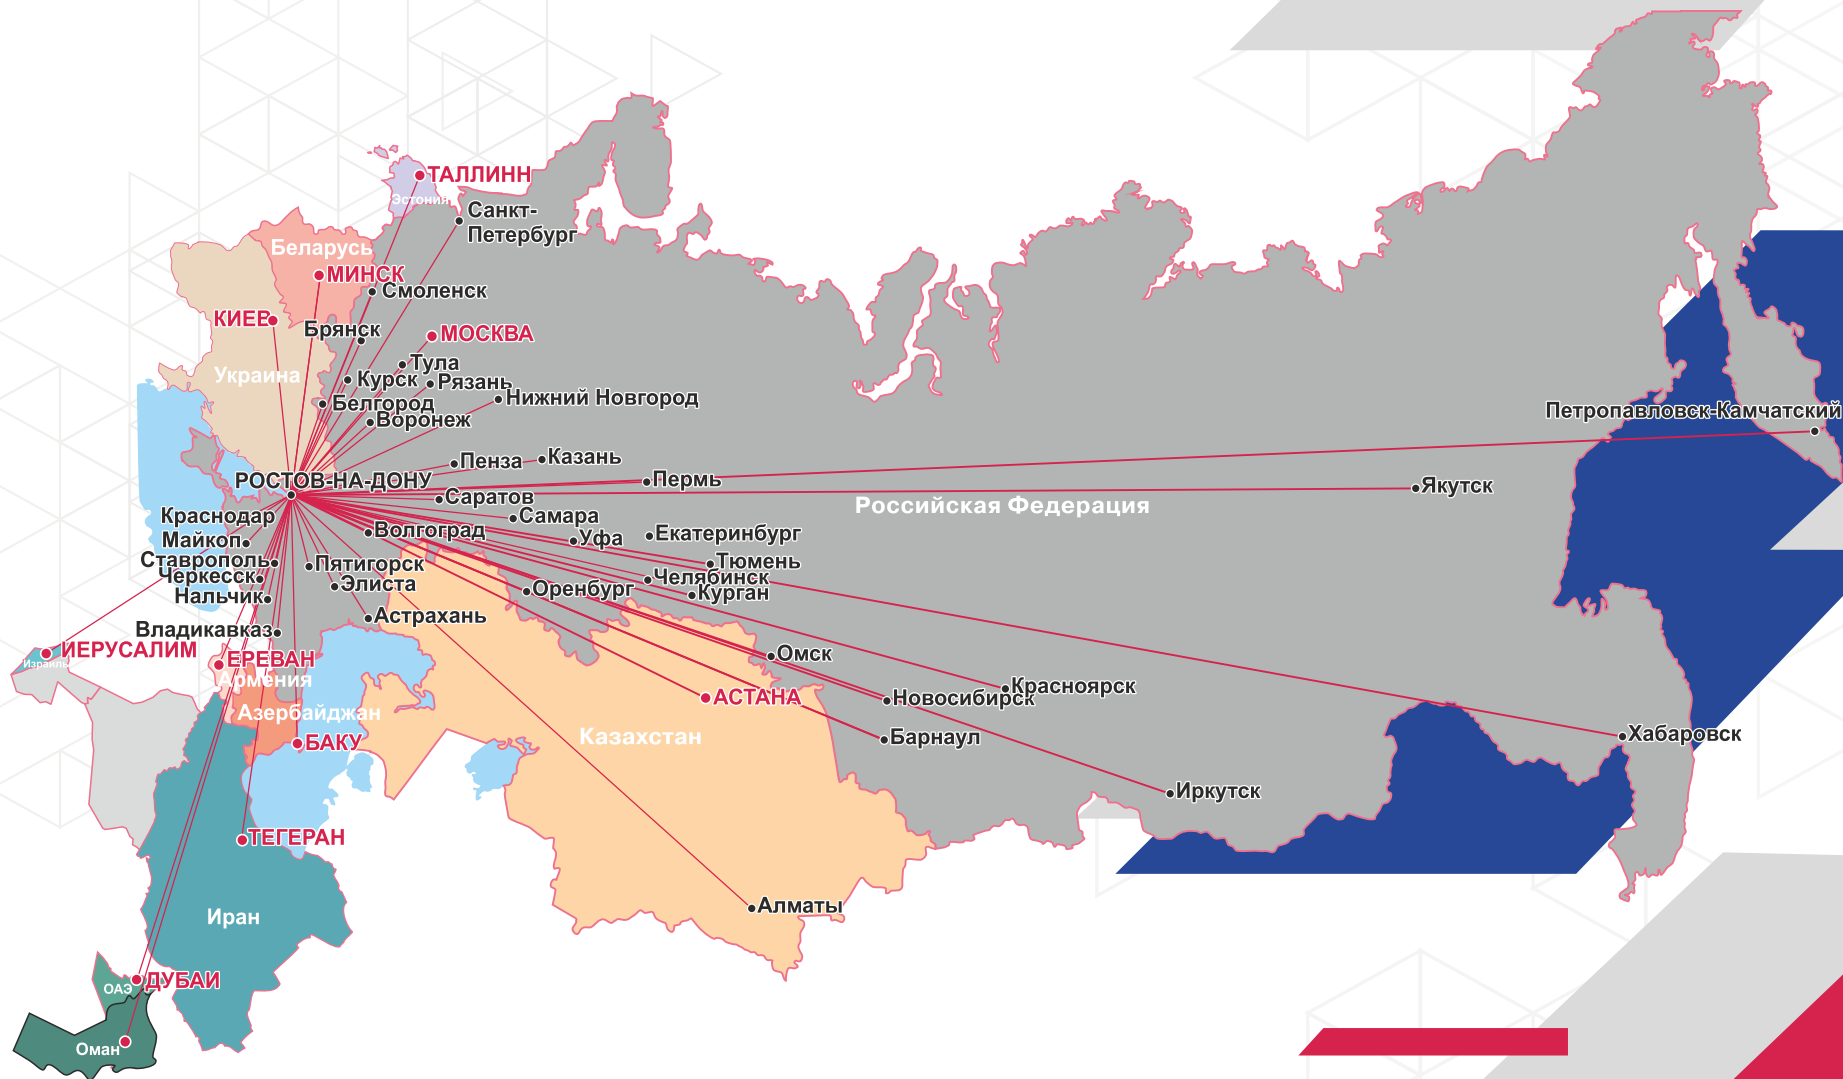 ТАЛЛИНН
Эстония
Санкт-
Петербург
Беларусь
МИНСК
Смоленск
КИЕВ
Брянск
МОСКВА
Тула
Украина
Курск
Рязань
Нижний Новгород
Белгород
Воронеж
Петропавловск-Камчатский
Казань
Пенза
РОСТОВ-НА-ДОНУ
Пермь
Якутск
Саратов
Российская Федерация
Краснодар
Самара
Волгоград
Екатеринбург
Майкоп
Уфа
Ставрополь
Пятигорск
Тюмень
Черкесск
Челябинск
Элиста
Оренбург
Курган
Нальчик
Астрахань
Владикавказ
ИЕРУСАЛИМ
Израиль
ЕРЕВАН
Омск
Армения
Красноярск
АСТАНА
Новосибирск
Азербайджан
Хабаровск
Казахстан
Барнаул
БАКУ
Иркутск
ТЕГЕРАН
Алматы
Иран
ДУБАИ
ОАЭ
Оман